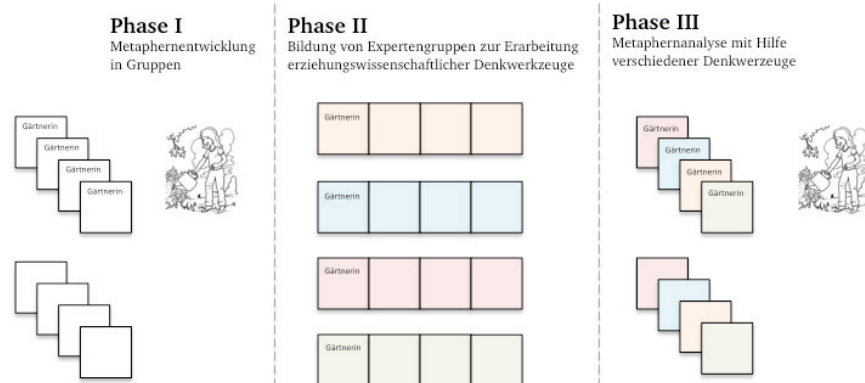 Phase I
Metaphernentwicklung
in Gruppen
Gärtnerin
Gärtnerin
Gärtnerin
Gärtnerin
Phase II
Bildung von Expertengruppen zur Erarbeitung
erziehungswissenschaftlicher Denkwerkzeuge
Gärtnerin
Gärtnerin
Gärtnerin
Gärtnerin
Phase III
Metaphernanalyse mit Hilfe
verschiedener Denkwerzeuge
Gärtnerin
Gärtnerin
Gärtnerin
Gärtnerin